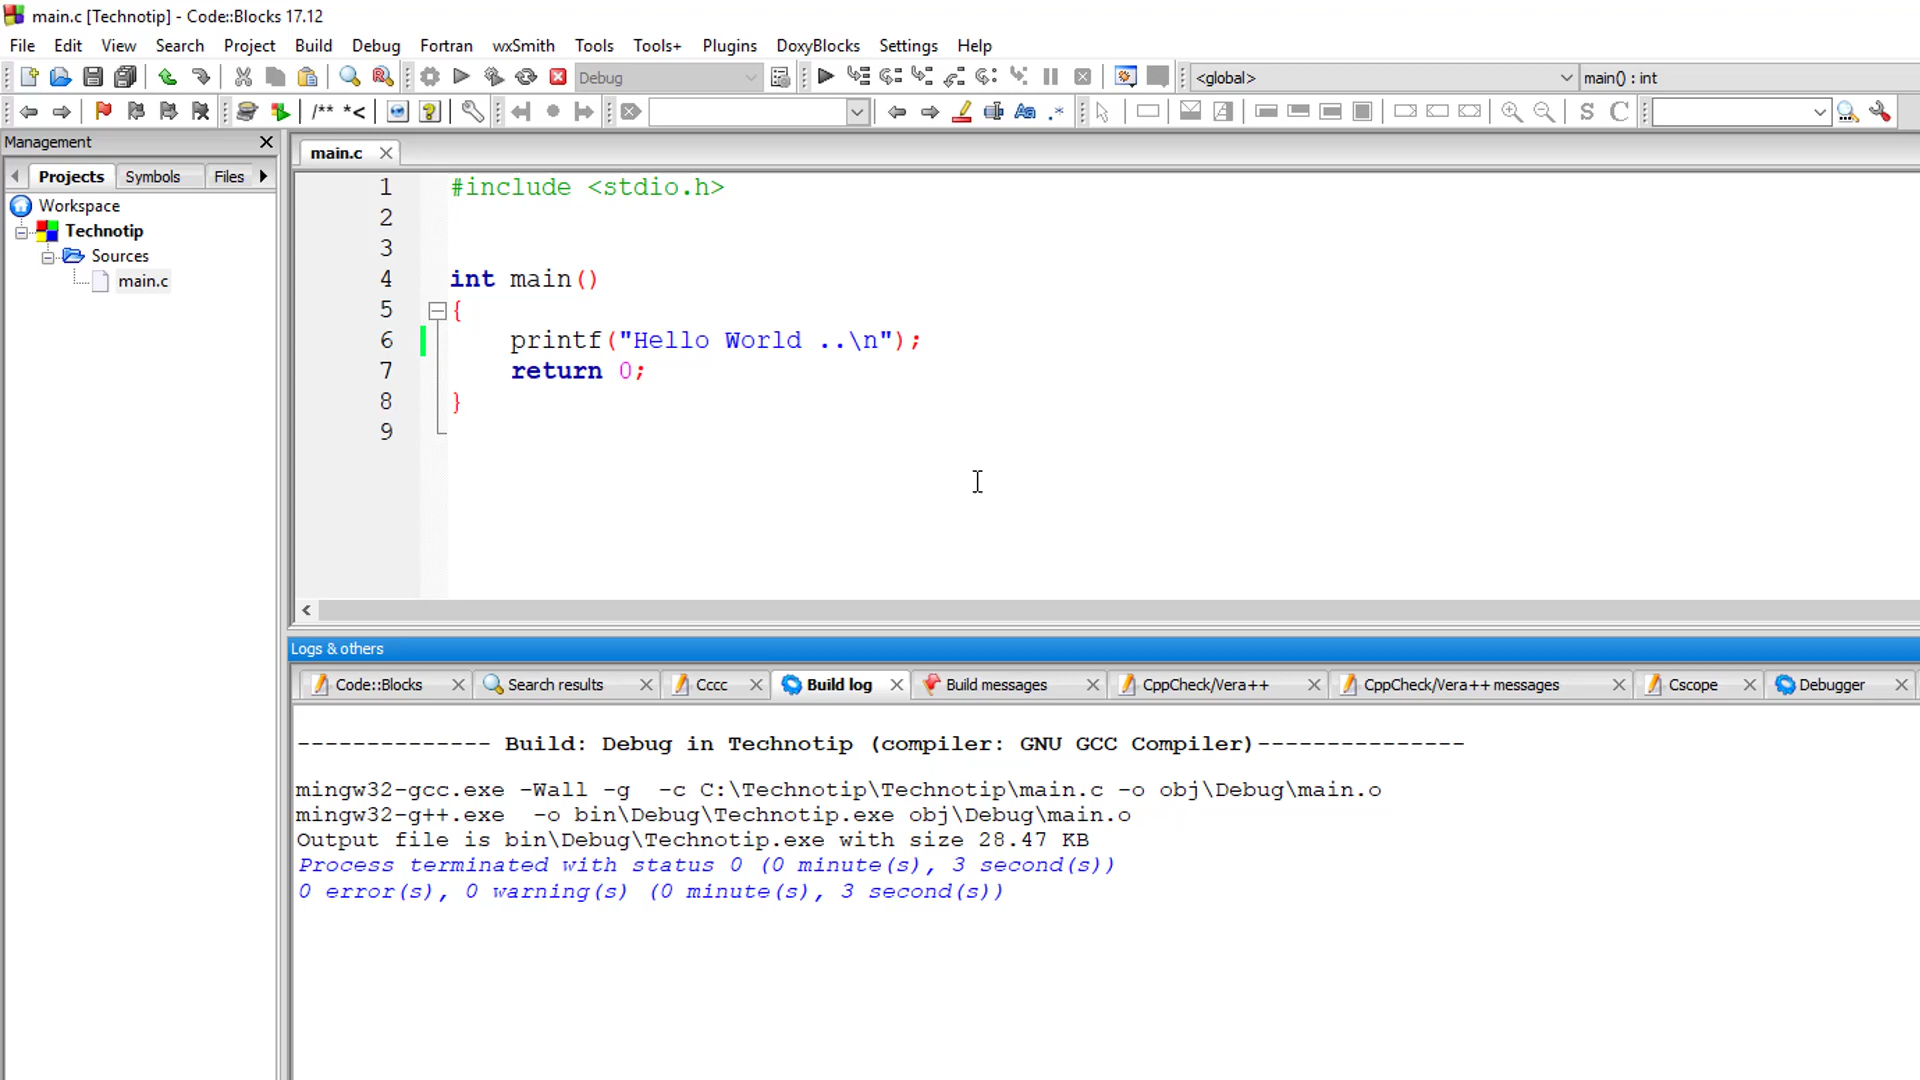 main.c [Technotip] - Code::Blocks 17.12
File Edit View Search Project Build Debug Fortran wxSmith Tools Tools+ Plugins DoxyBlocks Settings Help
Debug <global> main() : int
/** *< Aa .* S C
Management
Projects Symbols Files
Workspace
Technotip
Sources
main.c
main.c
1 #include <stdio.h>
2
3
4 int main()
5 {
6 printf("Hello World ..\n");
7 return 0;
8 }
9
Logs & others
Code::Blocks Search results Cccc Build log Build messages CppCheck/Vera++ CppCheck/Vera++ messages Cscope Debugger
-------------- Build: Debug in Technotip (compiler: GNU GCC Compiler)---------------
mingw32-gcc.exe -Wall -g  -c C:\Technotip\Technotip\main.c -o obj\Debug\main.o
mingw32-g++.exe  -o bin\Debug\Technotip.exe obj\Debug\main.o
Output file is bin\Debug\Technotip.exe with size 28.47 KB
Process terminated with status 0 (0 minute(s), 3 second(s))
0 error(s), 0 warning(s) (0 minute(s), 3 second(s))